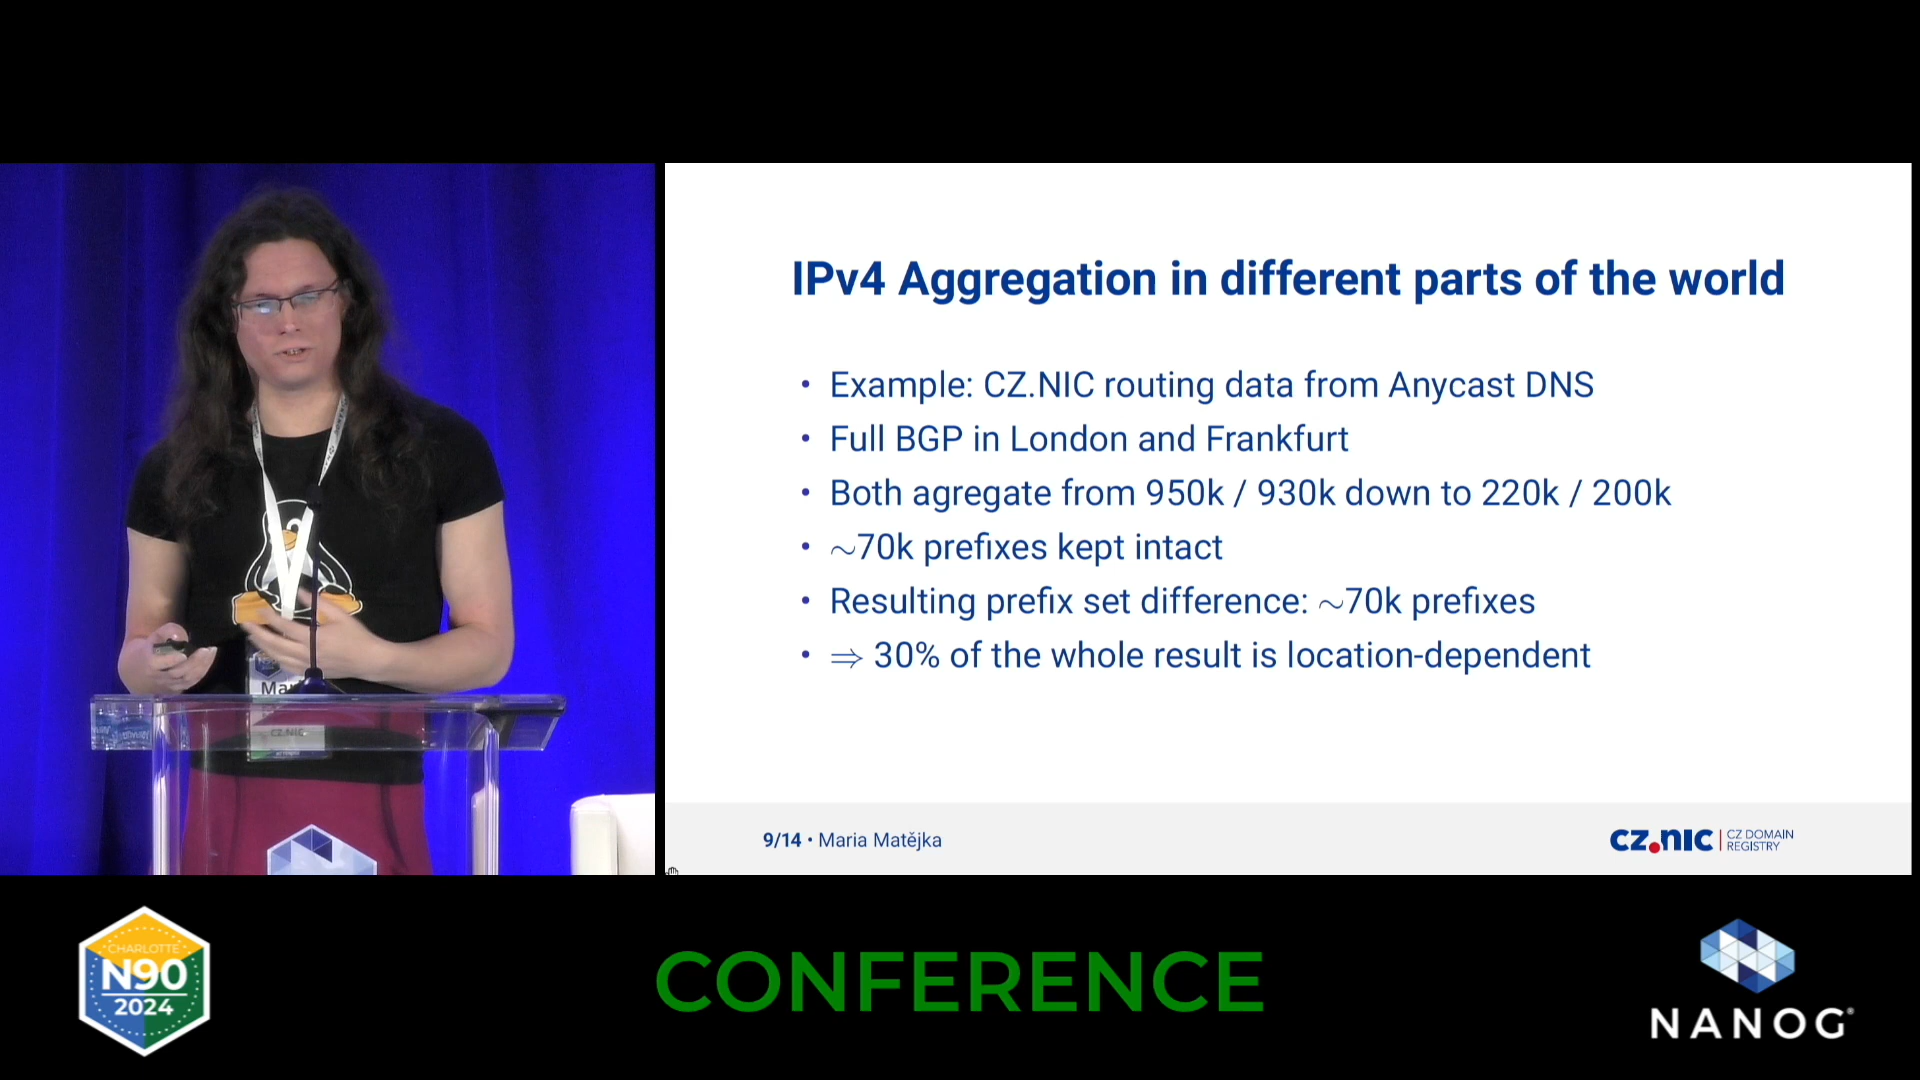 IPv4 Aggregation in different parts of the world
• Example: CZ.NIC routing data from Anycast DNS
• Full BGP in London and Frankfurt
• Both agregate from 950k / 930k down to 220k / 200k
• ~70k prefixes kept intact
• Resulting prefix set difference: ~70k prefixes
• ⇒ 30% of the whole result is location-dependent
9/14 • Maria Matějka
CZ.NIC | CZ DOMAIN
REGISTRY
CZ.NIC
CHARLOTTE
N90
2024
CONFERENCE
NANOG®